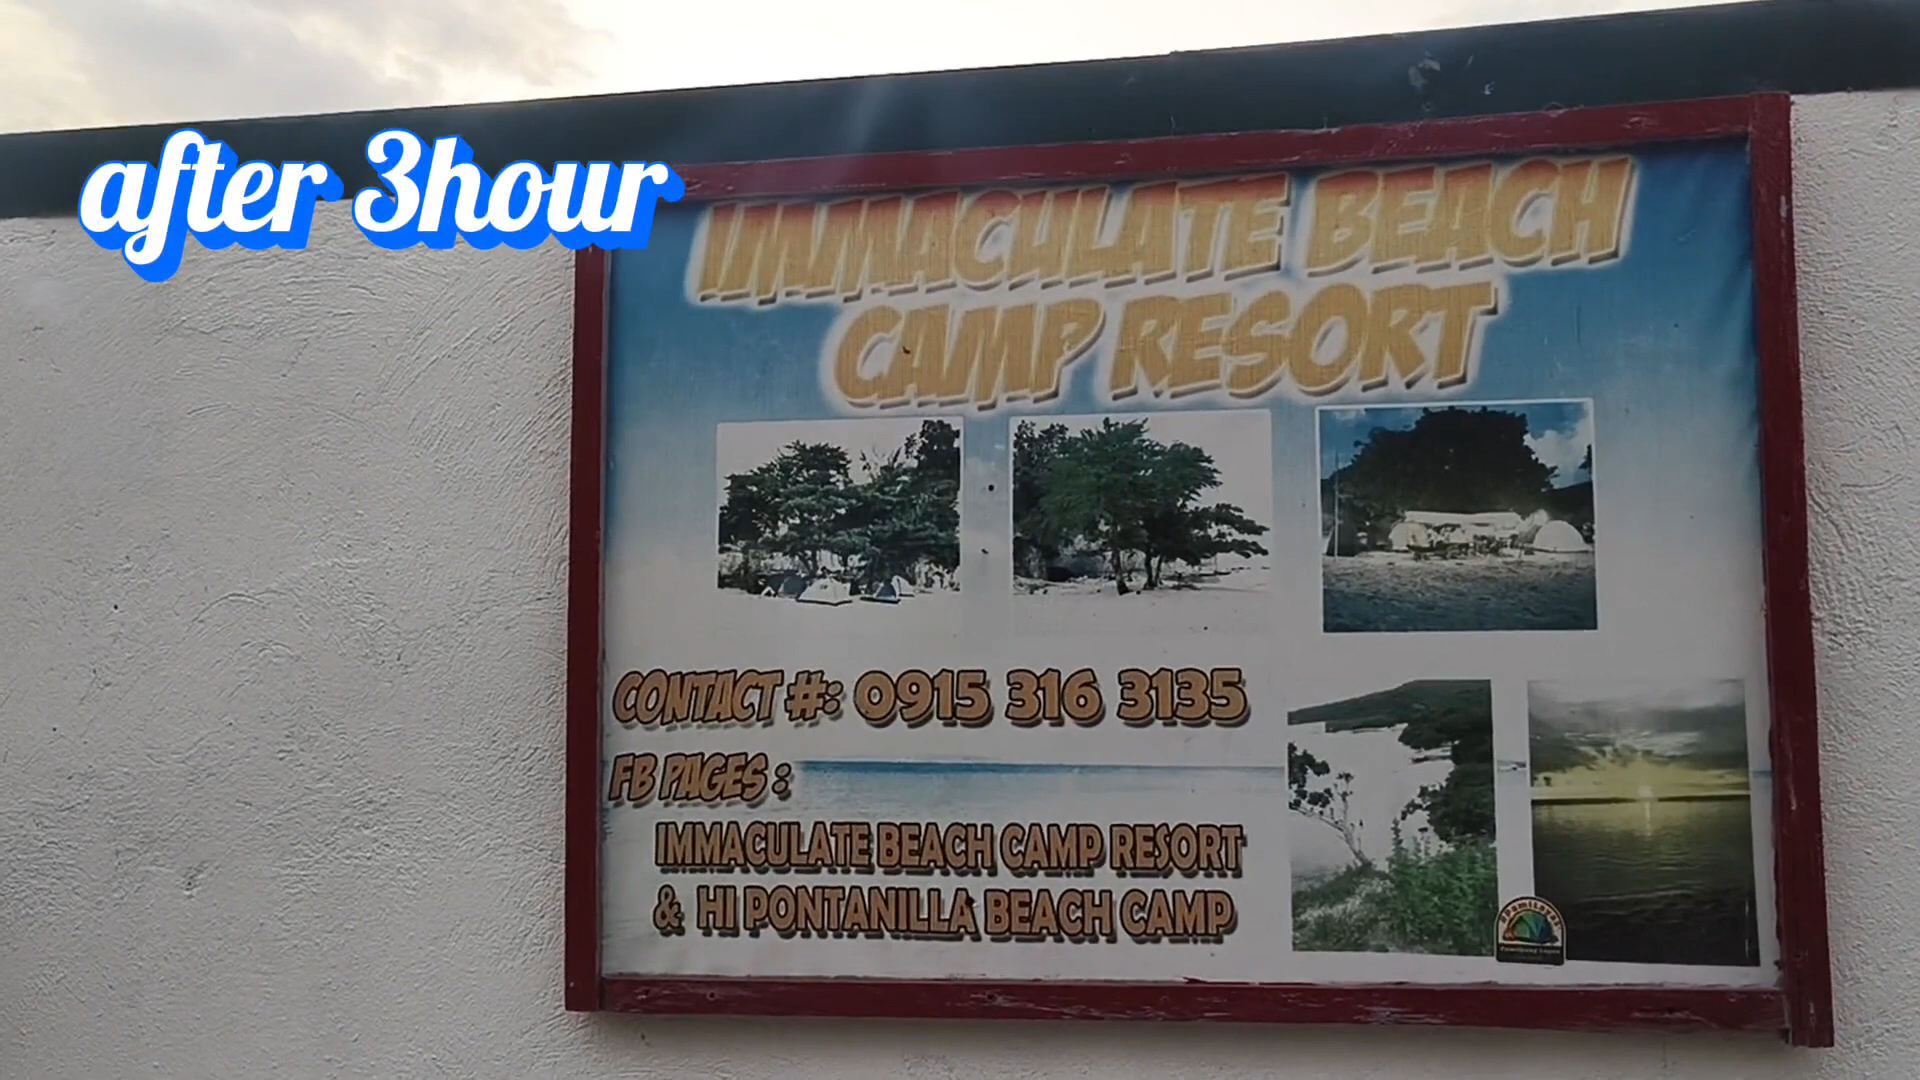 after 3hour
IMMACULATE BEACH
CAMP RESORT
CONTACT #: 0915 316 3135
FB PAGES :
IMMACULATE BEACH CAMP RESORT
& HI PONTANILLA BEACH CAMP